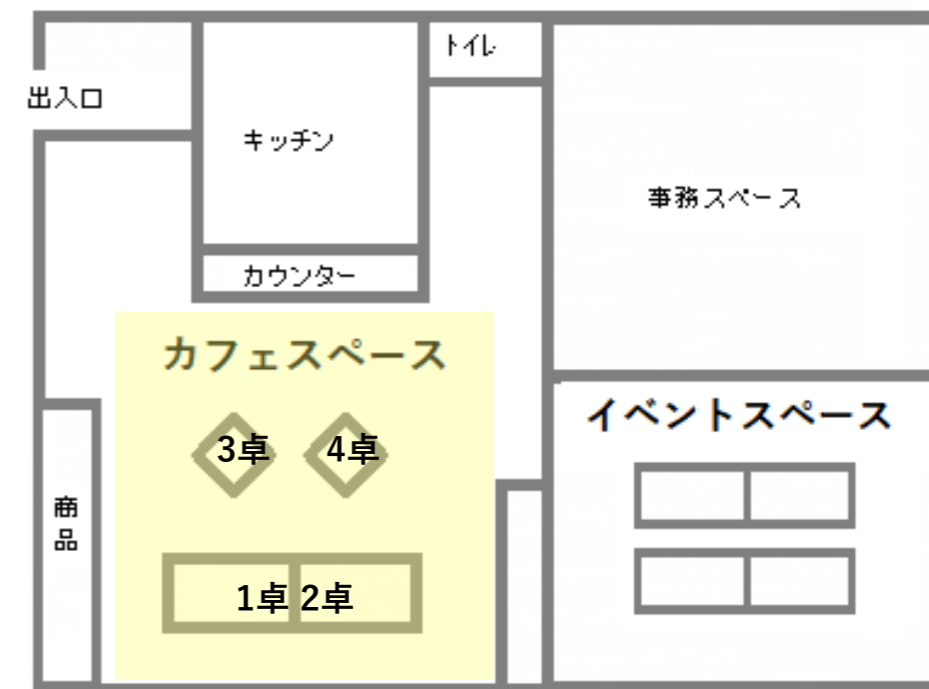 トイレ
出入口
キッチン
事務スペース
カウンター
カフェスペース
イベントスペース
3卓 4卓
商品
1卓 2卓